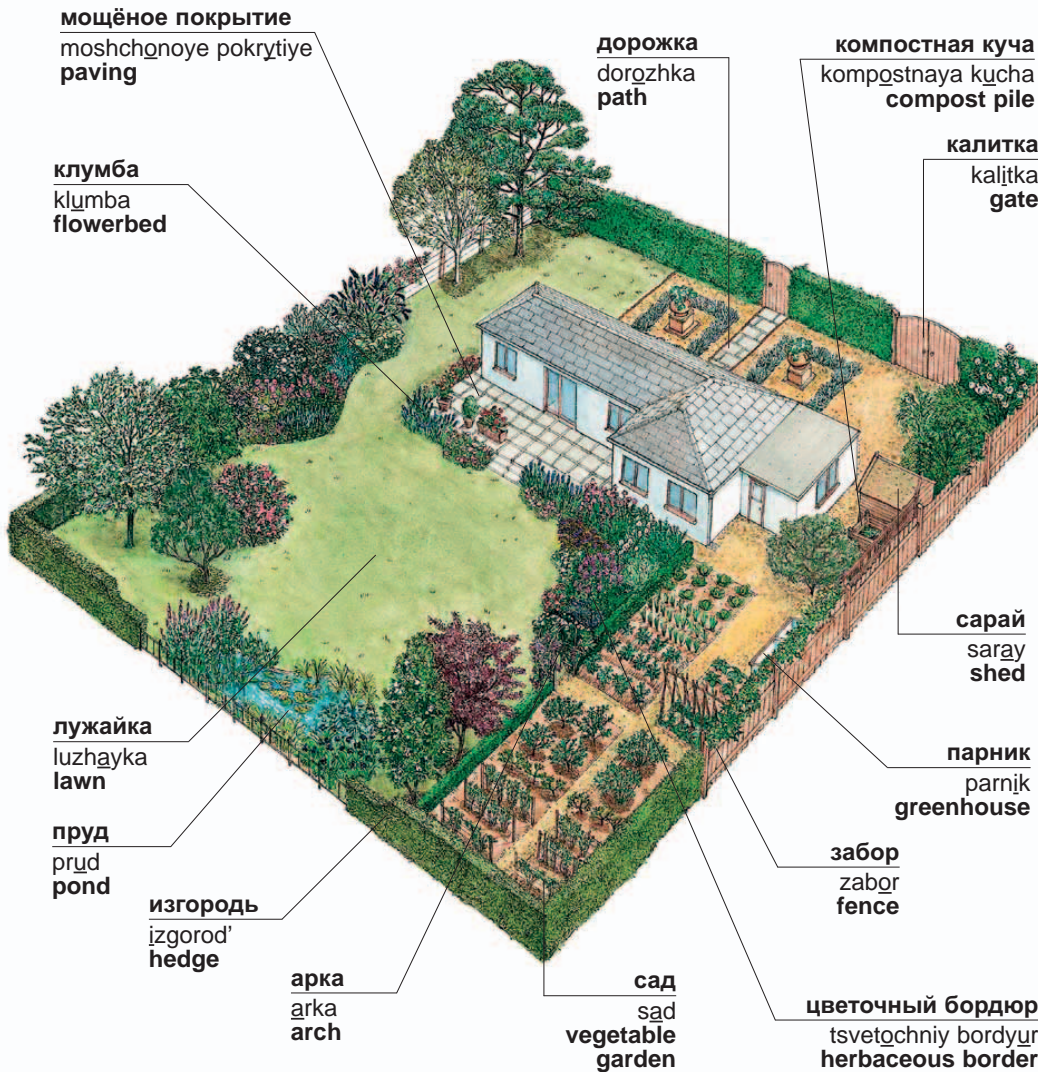 мощёное покрытие
moshchonoye pokrytiye
paving
дорожка
dorozhka
path
компостная куча
kompostnaya kucha
compost pile
калитка
kalitka
gate
клумба
klumba
flowerbed
сарай
saray
shed
лужайка
luzhayka
lawn
парник
parnik
greenhouse
пруд
prud
pond
забор
zabor
fence
изгородь
izgorod'
hedge
арка
arka
arch
сад
sad
vegetable
garden
цветочный бордюр
tsvetochniy bordyur
herbaceous border